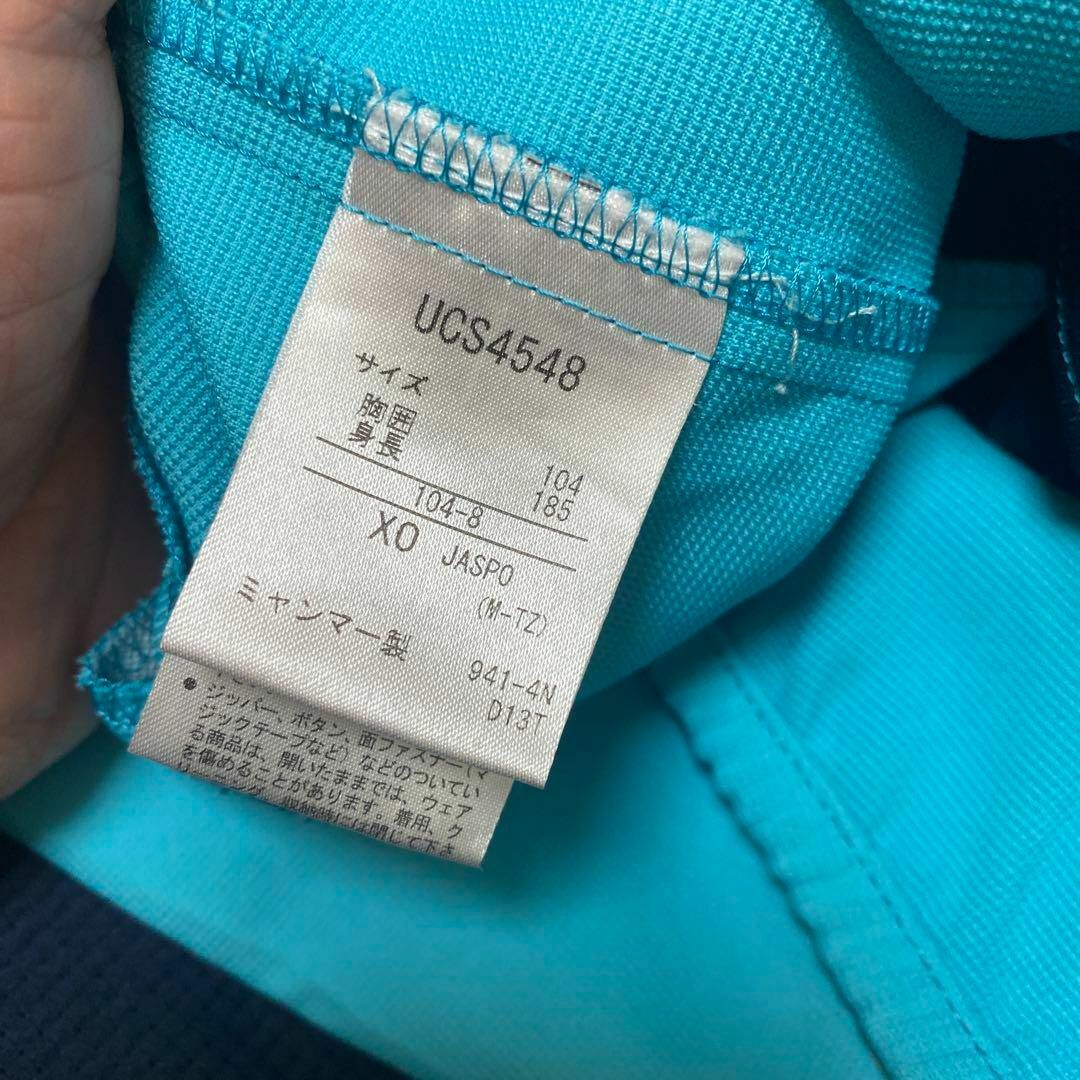 UCS4548
サイズ
胸囲 104
身長 185
104-8
XO JASPO
(M-TZ)
ミャンマー製
941-4N
D13T
● ジッパー、ボタン、面ファスナー(マ
ジックテープなど)などのついてい
る商品は、開いたままでは、ウェア
を傷めることがあります。着用、ク